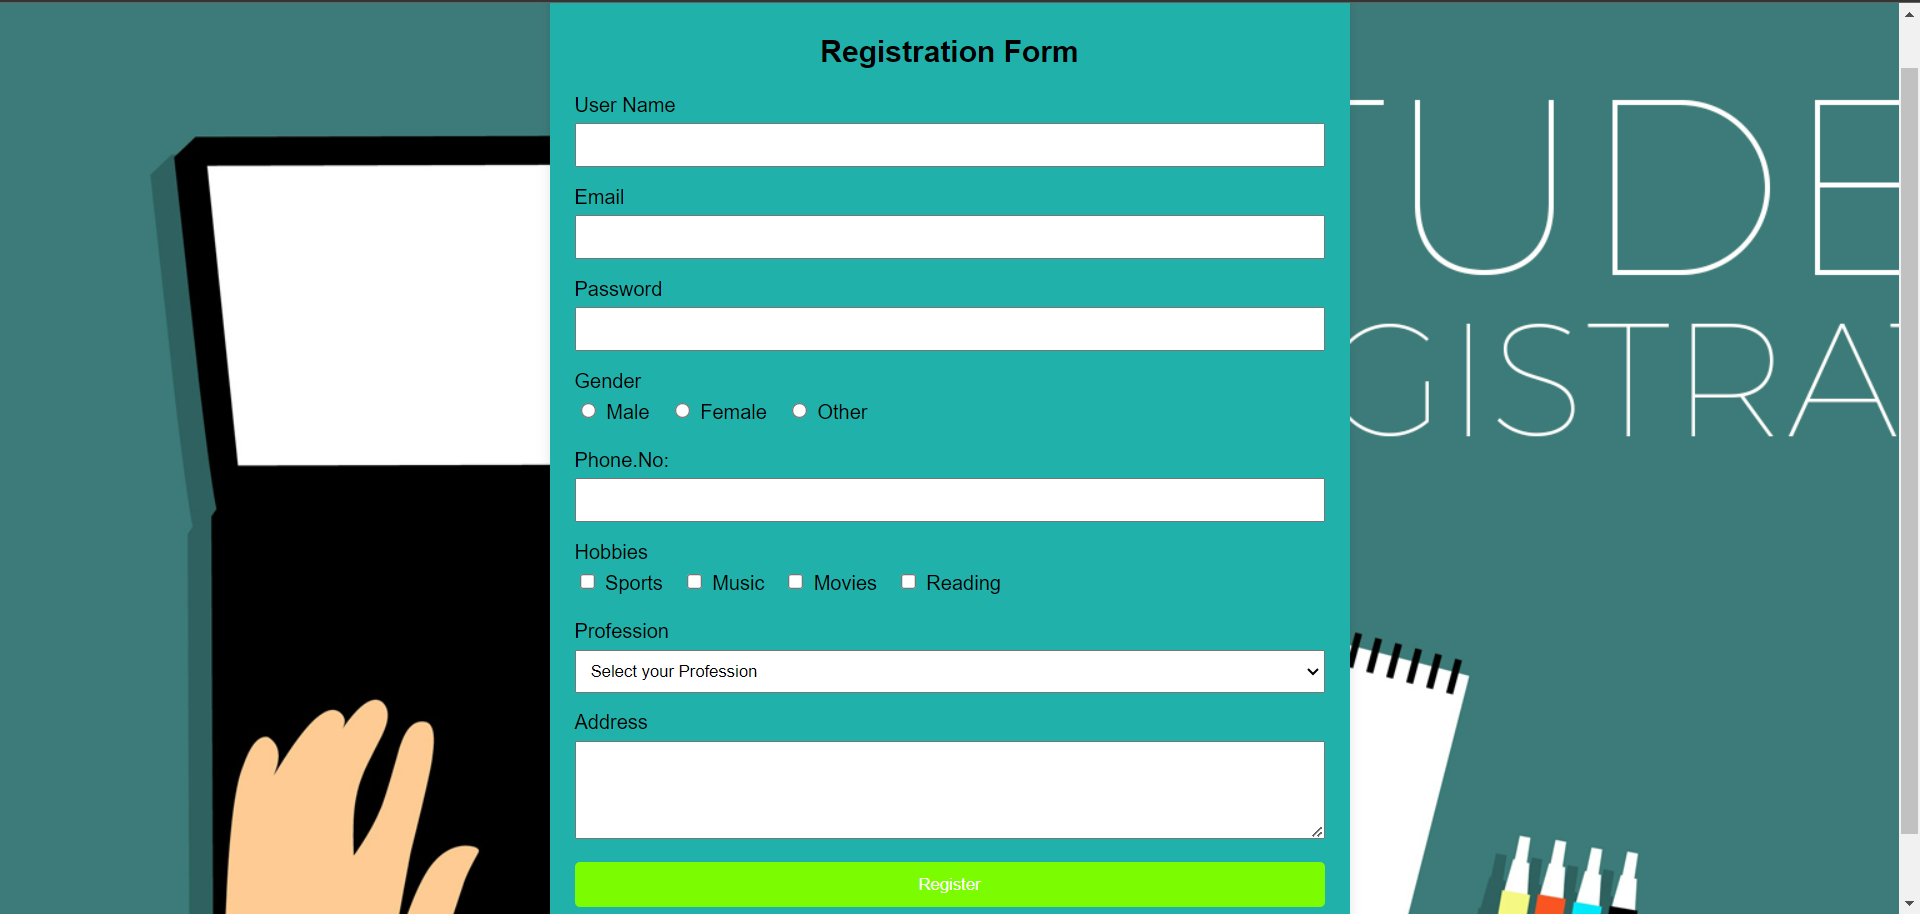 Registration Form
User Name
Email
Password
Gender
Male Female Other
Phone.No:
Hobbies
Sports Music Movies Reading
Profession
Select your Profession
Address
Register
TUDE
GISTRAT